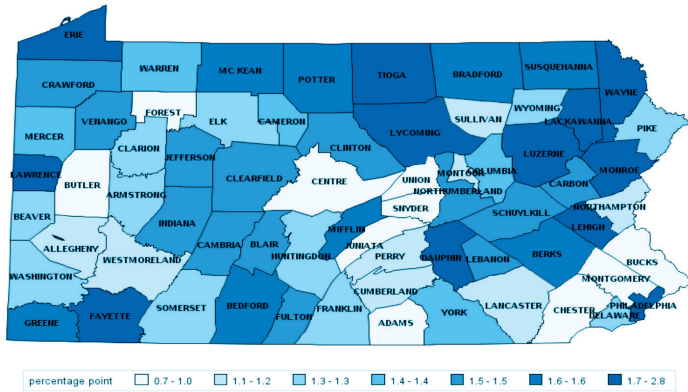 ERIE
WARREN
MC KEAN
POTTER
TIOGA
BRADFORD
SUSQUEHANNA
WAYNE
CRAWFORD
FOREST
ELK
CAMERON
SULLIVAN
WYOMING
LACKAWANNA
PIKE
VENANGO
MERCER
CLARION
JEFFERSON
CLINTON
LYCOMING
LUZERNE
MONROE
LAWRENCE
BUTLER
ARMSTRONG
CLEARFIELD
CENTRE
UNION
MONTOUR
COLUMBIA
CARBON
NORTHUMBERLAND
SNYDER
NORTHAMPTON
BEAVER
INDIANA
SCHUYLKILL
LEHIGH
ALLEGHENY
WESTMORELAND
CAMBRIA
BLAIR
HUNTINGDON
MIFFLIN
JUNIATA
PERRY
DAUPHIN
LEBANON
BERKS
BUCKS
MONTGOMERY
WASHINGTON
CUMBERLAND
LANCASTER
CHESTER
PHILADELPHIA
DELAWARE
GREENE
FAYETTE
SOMERSET
BEDFORD
FULTON
FRANKLIN
ADAMS
YORK
percentage point 0.7 - 1.0 1.1 - 1.2 1.3 - 1.3 1.4 - 1.4 1.5 - 1.5 1.6 - 1.6 1.7 - 2.8